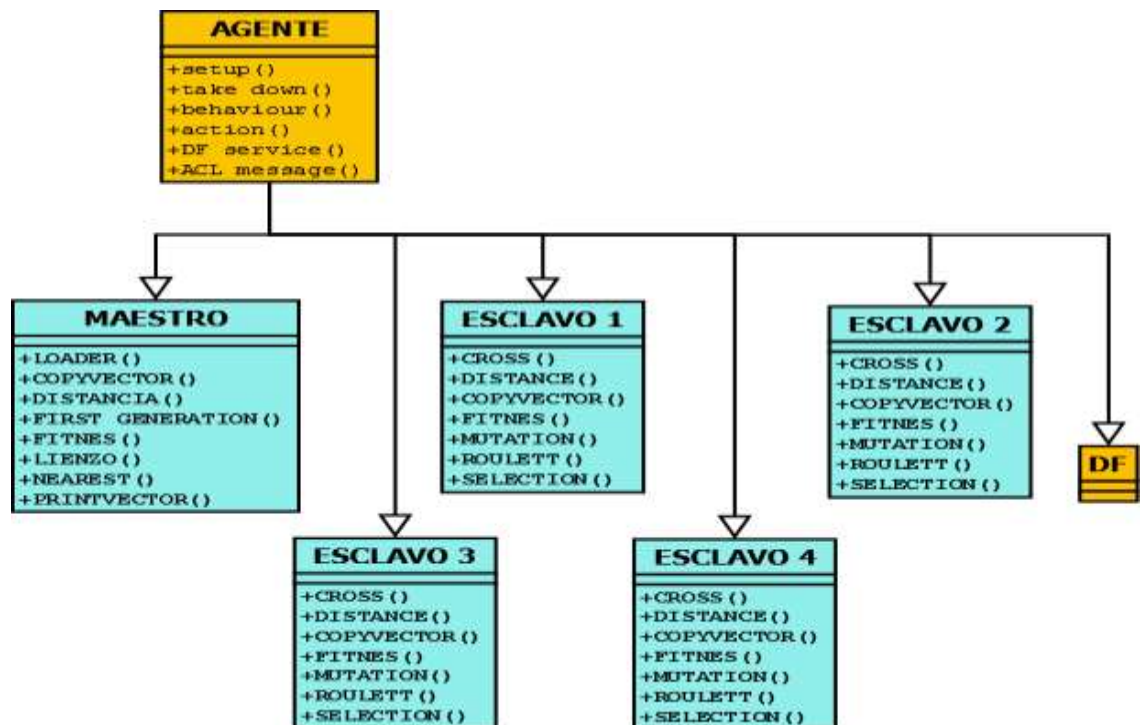 AGENTE
+setup()
+take down()
+behaviour()
+action()
+DF service()
+ACL message()
MAESTRO
+LOADER()
+COPYVECTOR()
+DISTANCIA()
+FIRST GENERATION()
+FITNES()
+LIENZO()
+NEAREST()
+PRINTVECTOR()
ESCLAVO 1
+CROSS()
+DISTANCE()
+COPYVECTOR()
+FITNES()
+MUTATION()
+ROULETT()
+SELECTION()
ESCLAVO 2
+CROSS()
+DISTANCE()
+COPYVECTOR()
+FITNES()
+MUTATION()
+ROULETT()
+SELECTION()
DF
ESCLAVO 3
+CROSS()
+DISTANCE()
+COPYVECTOR()
+FITNES()
+MUTATION()
+ROULETT()
+SELECTION()
ESCLAVO 4
+CROSS()
+DISTANCE()
+COPYVECTOR()
+FITNES()
+MUTATION()
+ROULETT()
+SELECTION()